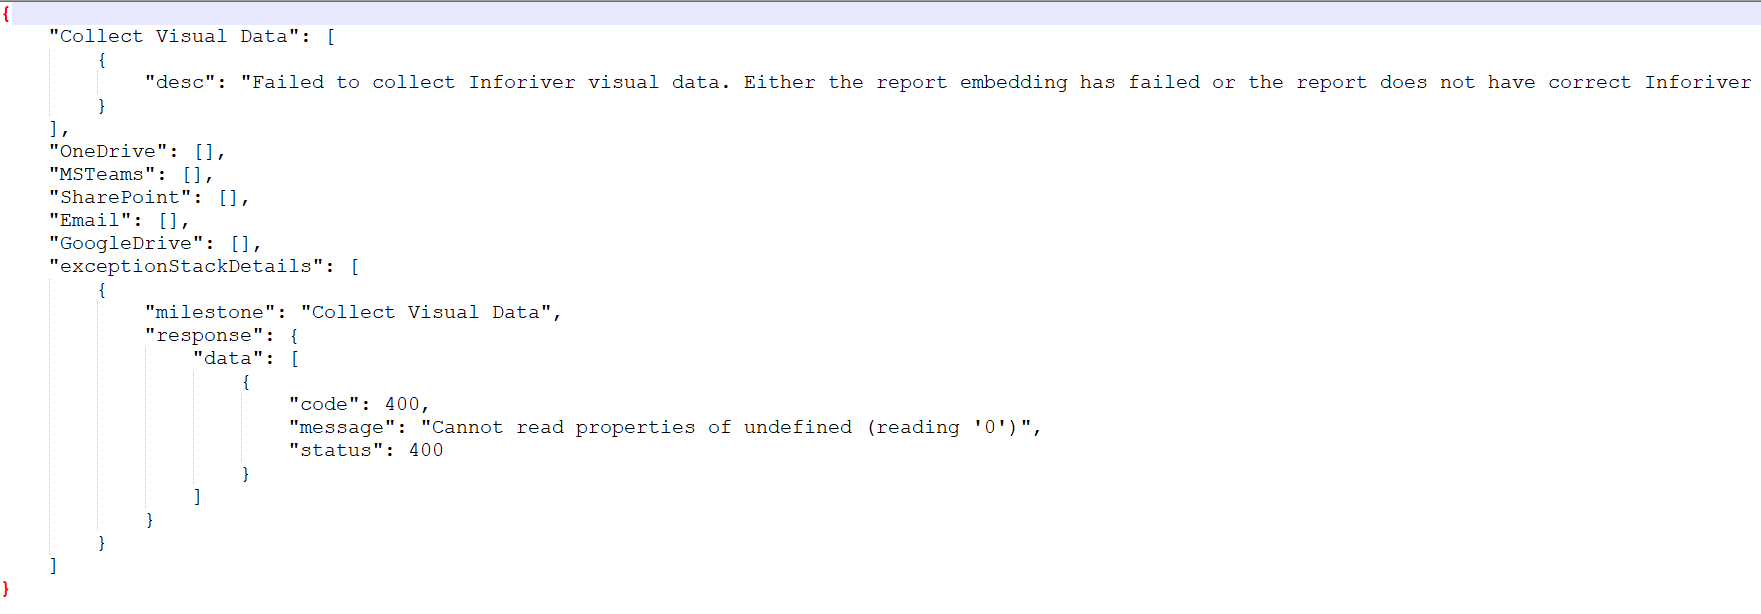 {
"Collect Visual Data": [
{
"desc": "Failed to collect Inforiver visual data. Either the report embedding has failed or the report does not have correct Inforiver
}
],
"OneDrive": [],
"MSTeams": [],
"SharePoint": [],
"Email": [],
"GoogleDrive": [],
"exceptionStackDetails": [
{
"milestone": "Collect Visual Data",
"response": {
"data": [
{
"code": 400,
"message": "Cannot read properties of undefined (reading '0')",
"status": 400
}
]
}
}
]
}